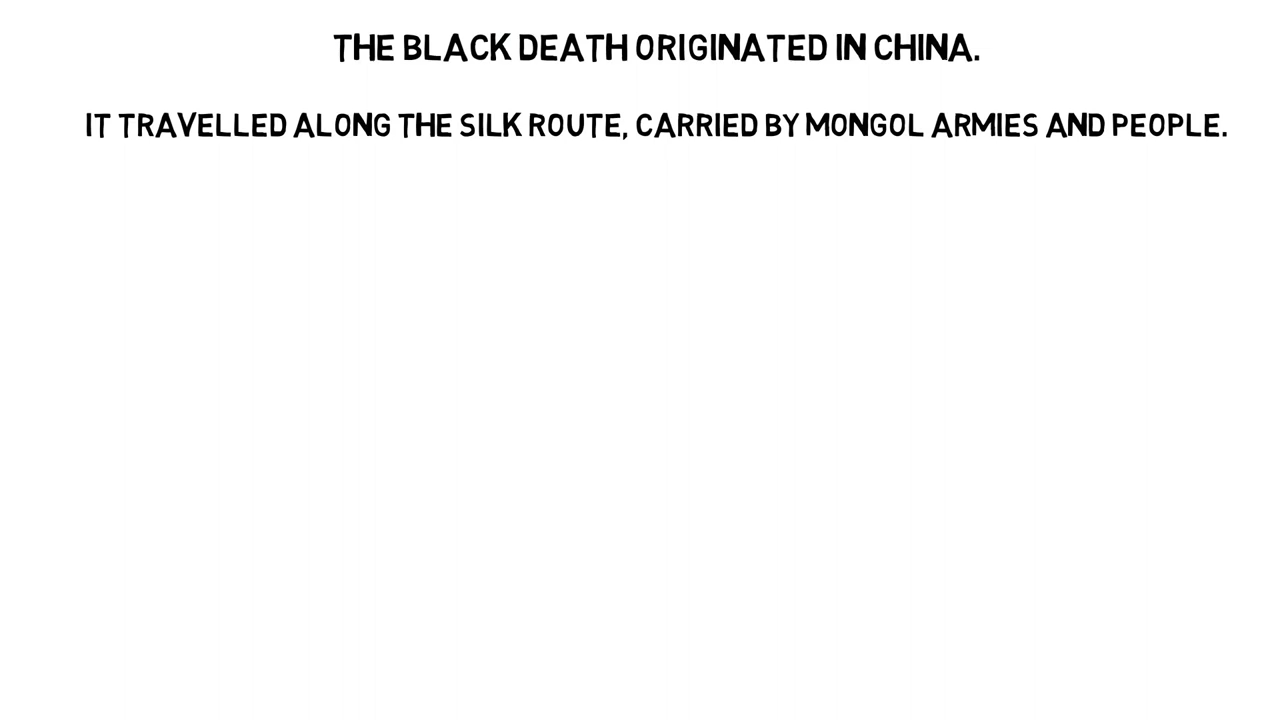 THE BLACK DEATH ORIGINATED IN CHINA.
IT TRAVELLED ALONG THE SILK ROUTE, CARRIED BY MONGOL ARMIES AND PEOPLE.